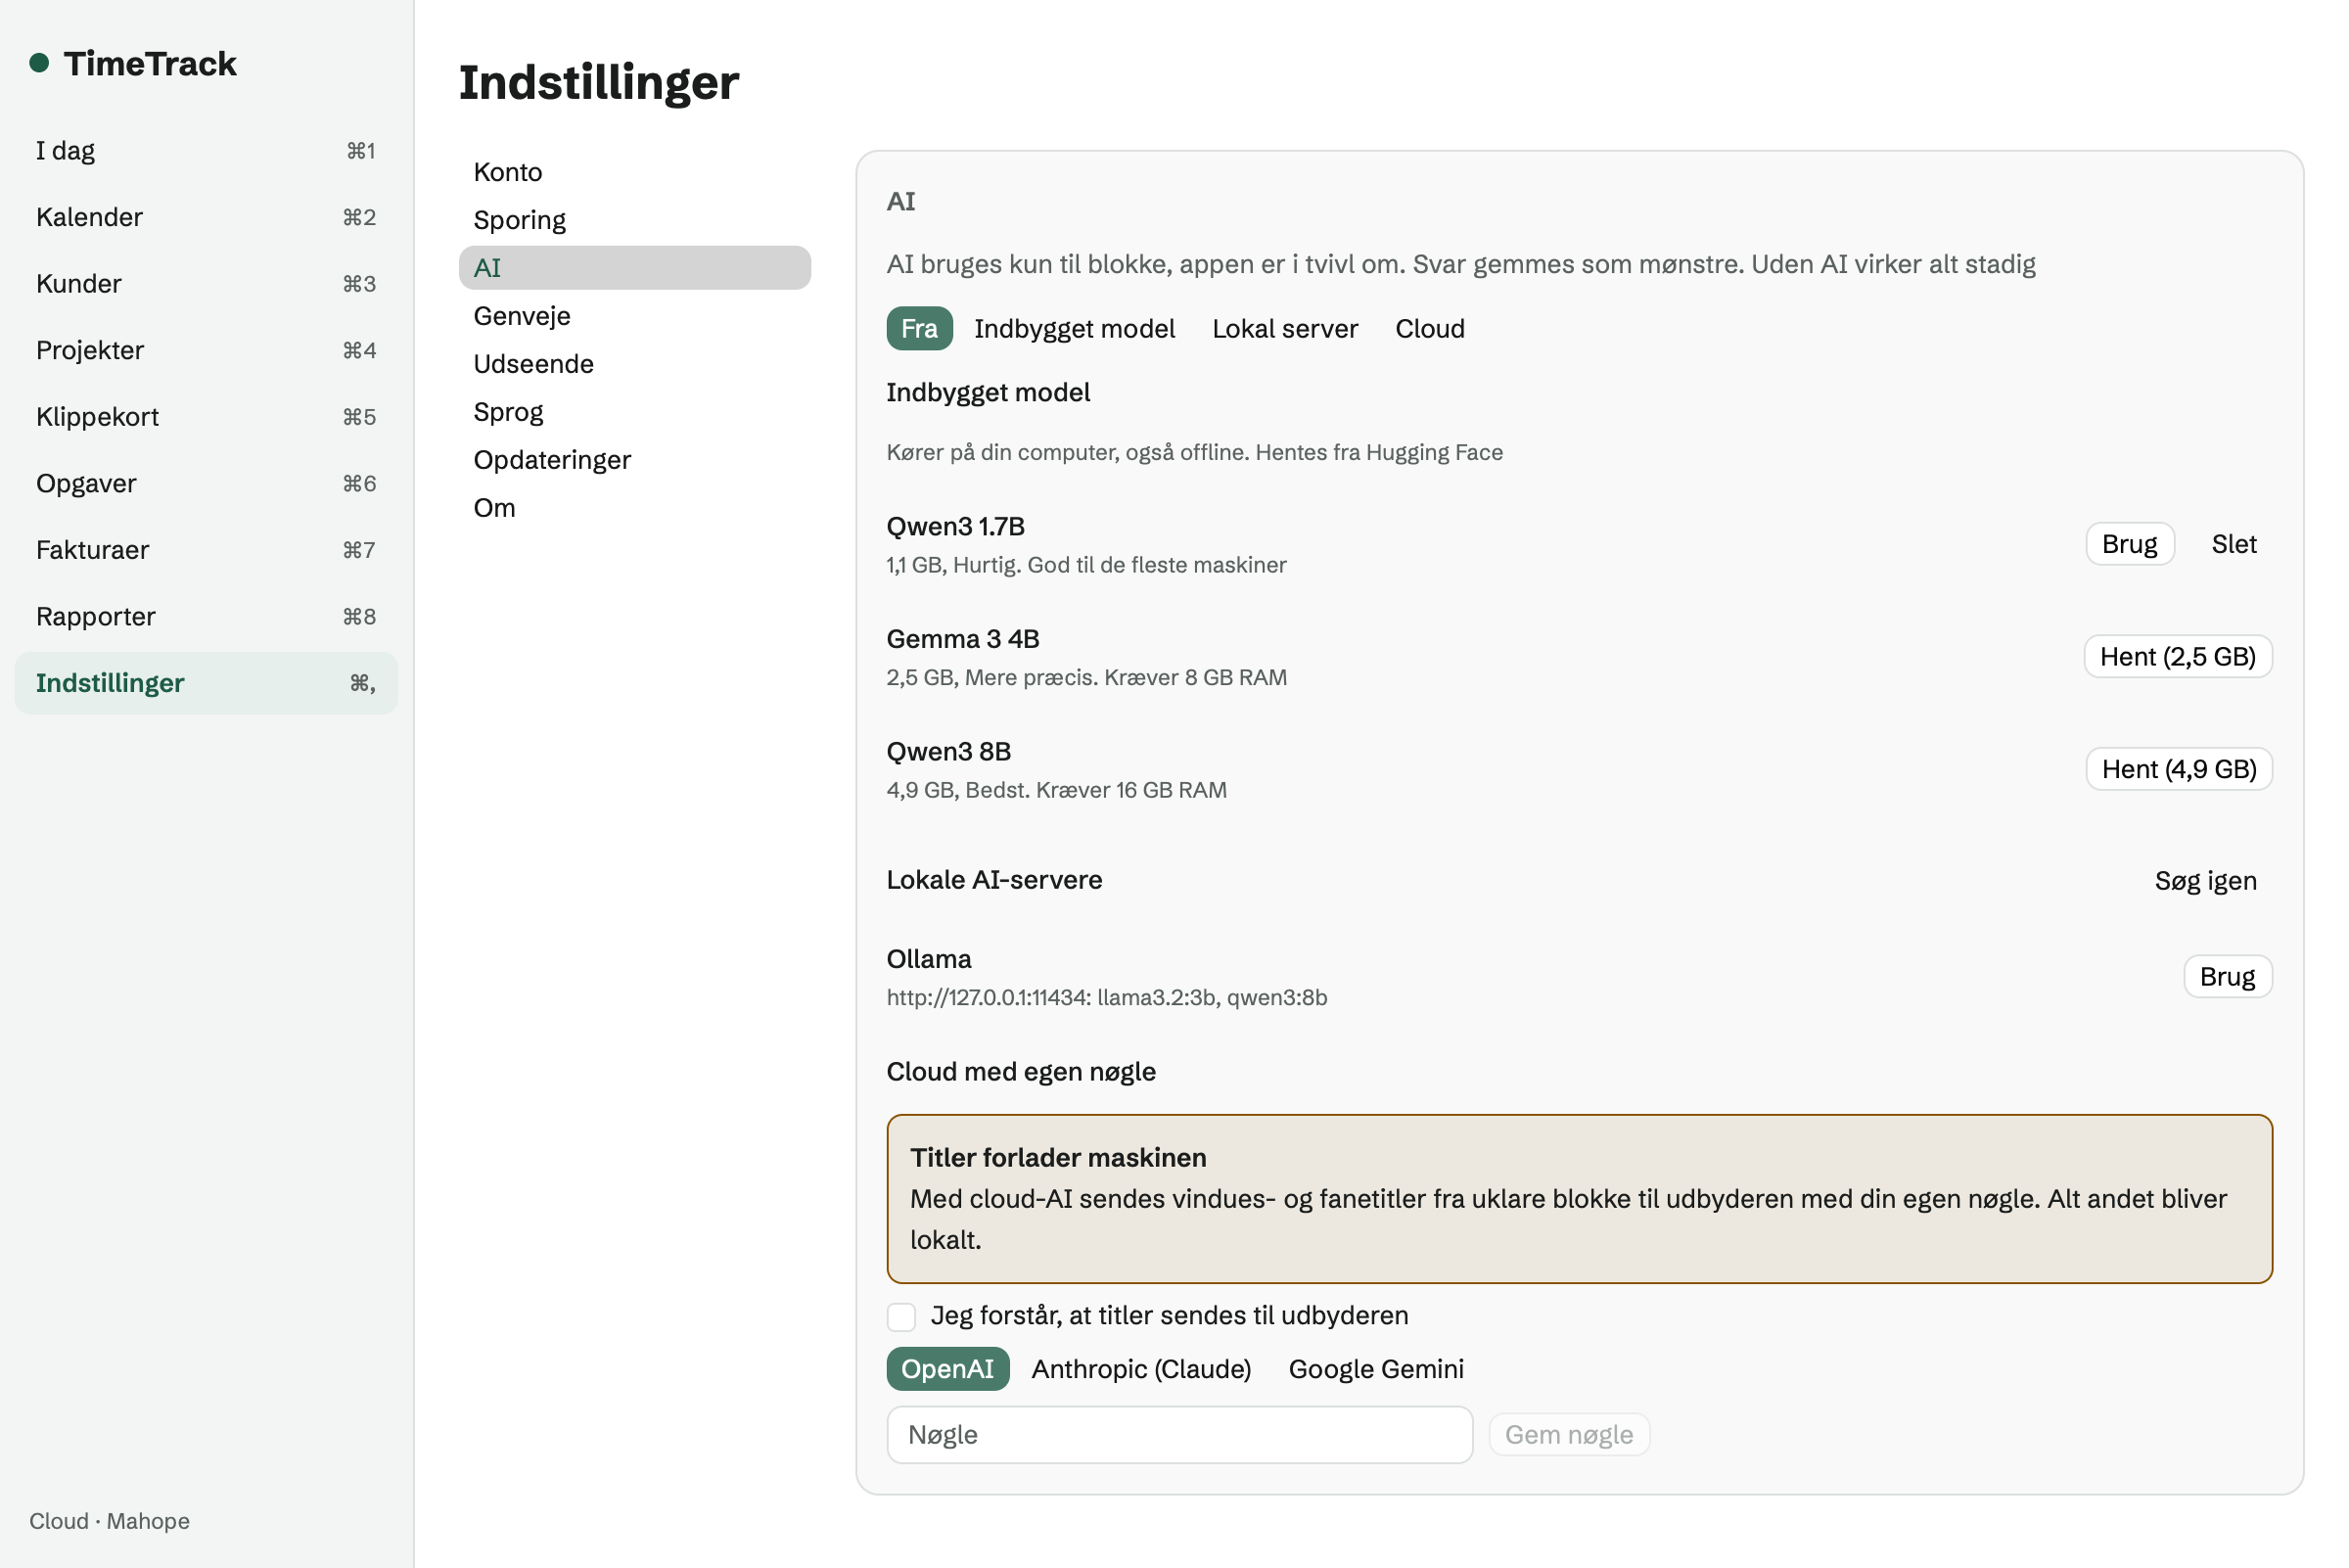 TimeTrack
I dag ⌘1
Kalender ⌘2
Kunder ⌘3
Projekter ⌘4
Klippekort ⌘5
Opgaver ⌘6
Fakturaer ⌘7
Rapporter ⌘8
Indstillinger ⌘,
Cloud · Mahope
Indstillinger
Konto
Sporing
AI
Genveje
Udseende
Sprog
Opdateringer
Om
AI
AI bruges kun til blokke, appen er i tvivl om. Svar gemmes som mønstre. Uden AI virker alt stadig
Fra Indbygget model Lokal server Cloud
Indbygget model
Kører på din computer, også offline. Hentes fra Hugging Face
Qwen3 1.7B
1,1 GB, Hurtig. God til de fleste maskiner
Brug Slet
Gemma 3 4B
2,5 GB, Mere præcis. Kræver 8 GB RAM
Hent (2,5 GB)
Qwen3 8B
4,9 GB, Bedst. Kræver 16 GB RAM
Hent (4,9 GB)
Lokale AI-servere Søg igen
Ollama
http://127.0.0.1:11434: llama3.2:3b, qwen3:8b
Brug
Cloud med egen nøgle
Titler forlader maskinen
Med cloud-AI sendes vindues- og fanetitler fra uklare blokke til udbyderen med din egen nøgle. Alt andet bliver
lokalt.
Jeg forstår, at titler sendes til udbyderen
OpenAI Anthropic (Claude) Google Gemini
Nøgle Gem nøgle